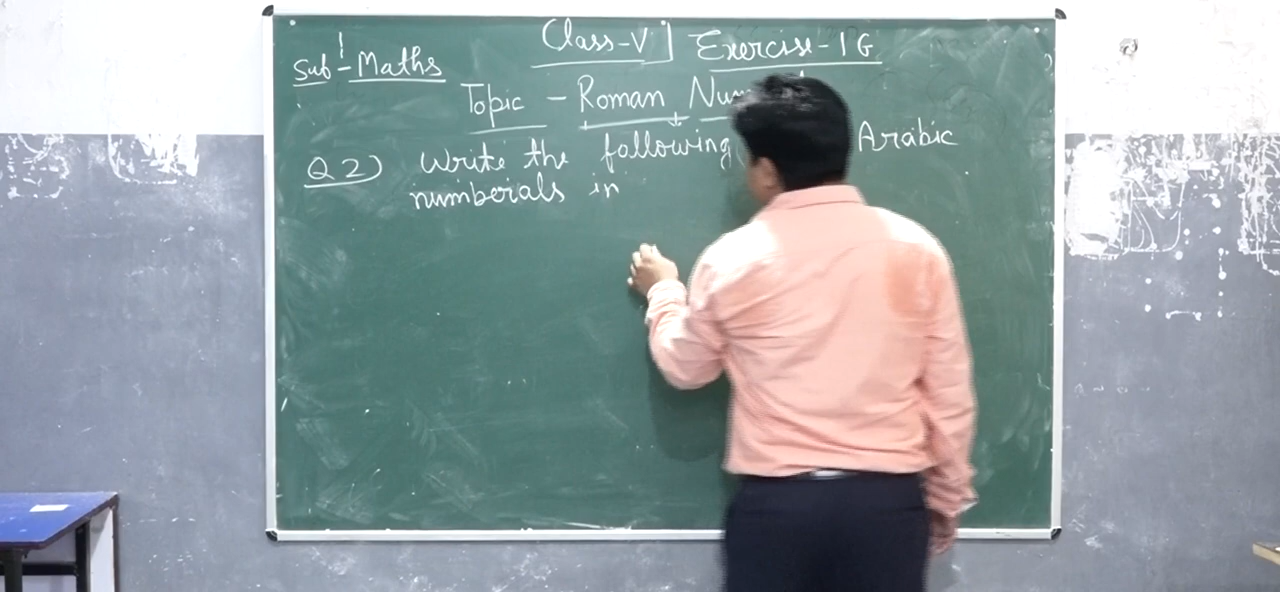 Class-V] Exercise-1G
Sub!-Maths
Topic - Roman
Q2) Write the following Arabic
numberials in